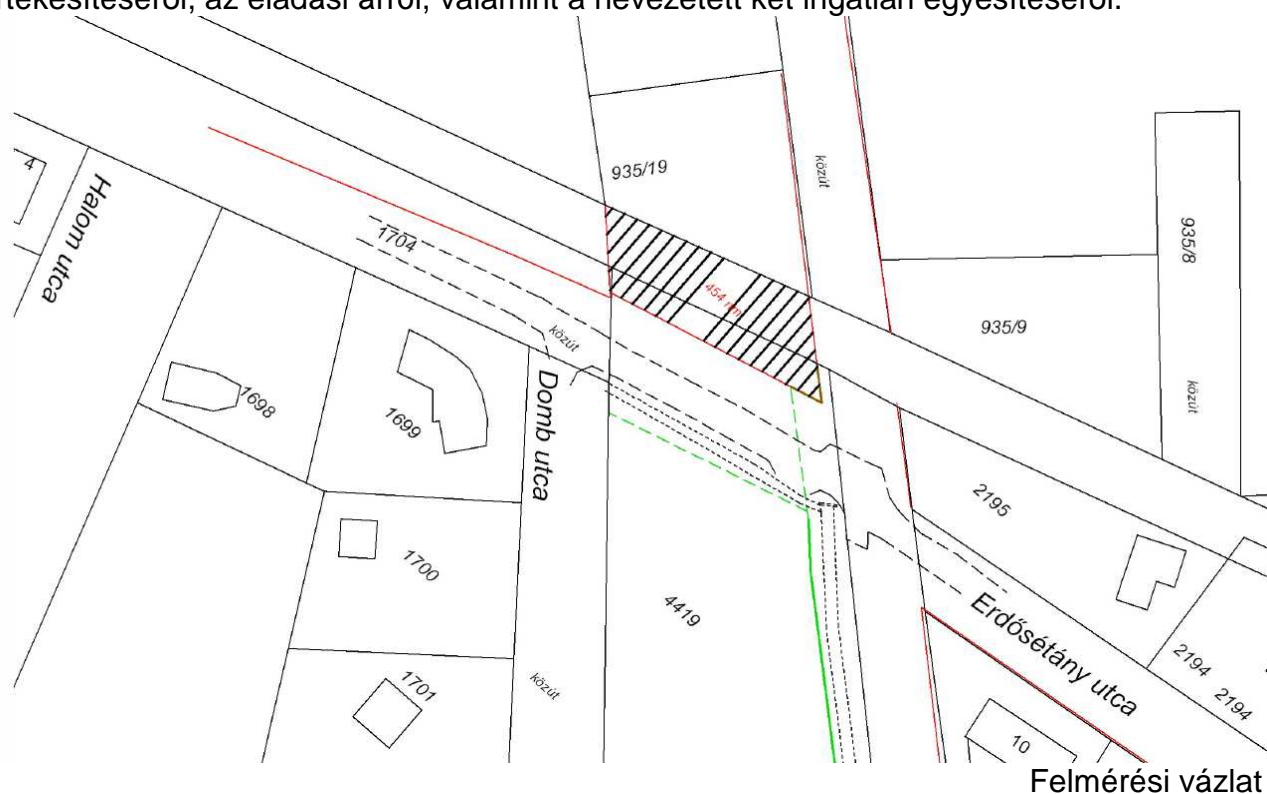 értékesítéséről, az eladási árról, valamint a nevezett két ingatlan egyesítéséről.
935/19
közút
4
Halom utca
1704
454 nm
935/8
935/9
közút
közút
1698
1699
Domb utca
2195
1700
4419
Erdősétány utca
1701
közút
2194
2194
10
Felmérési vázlat